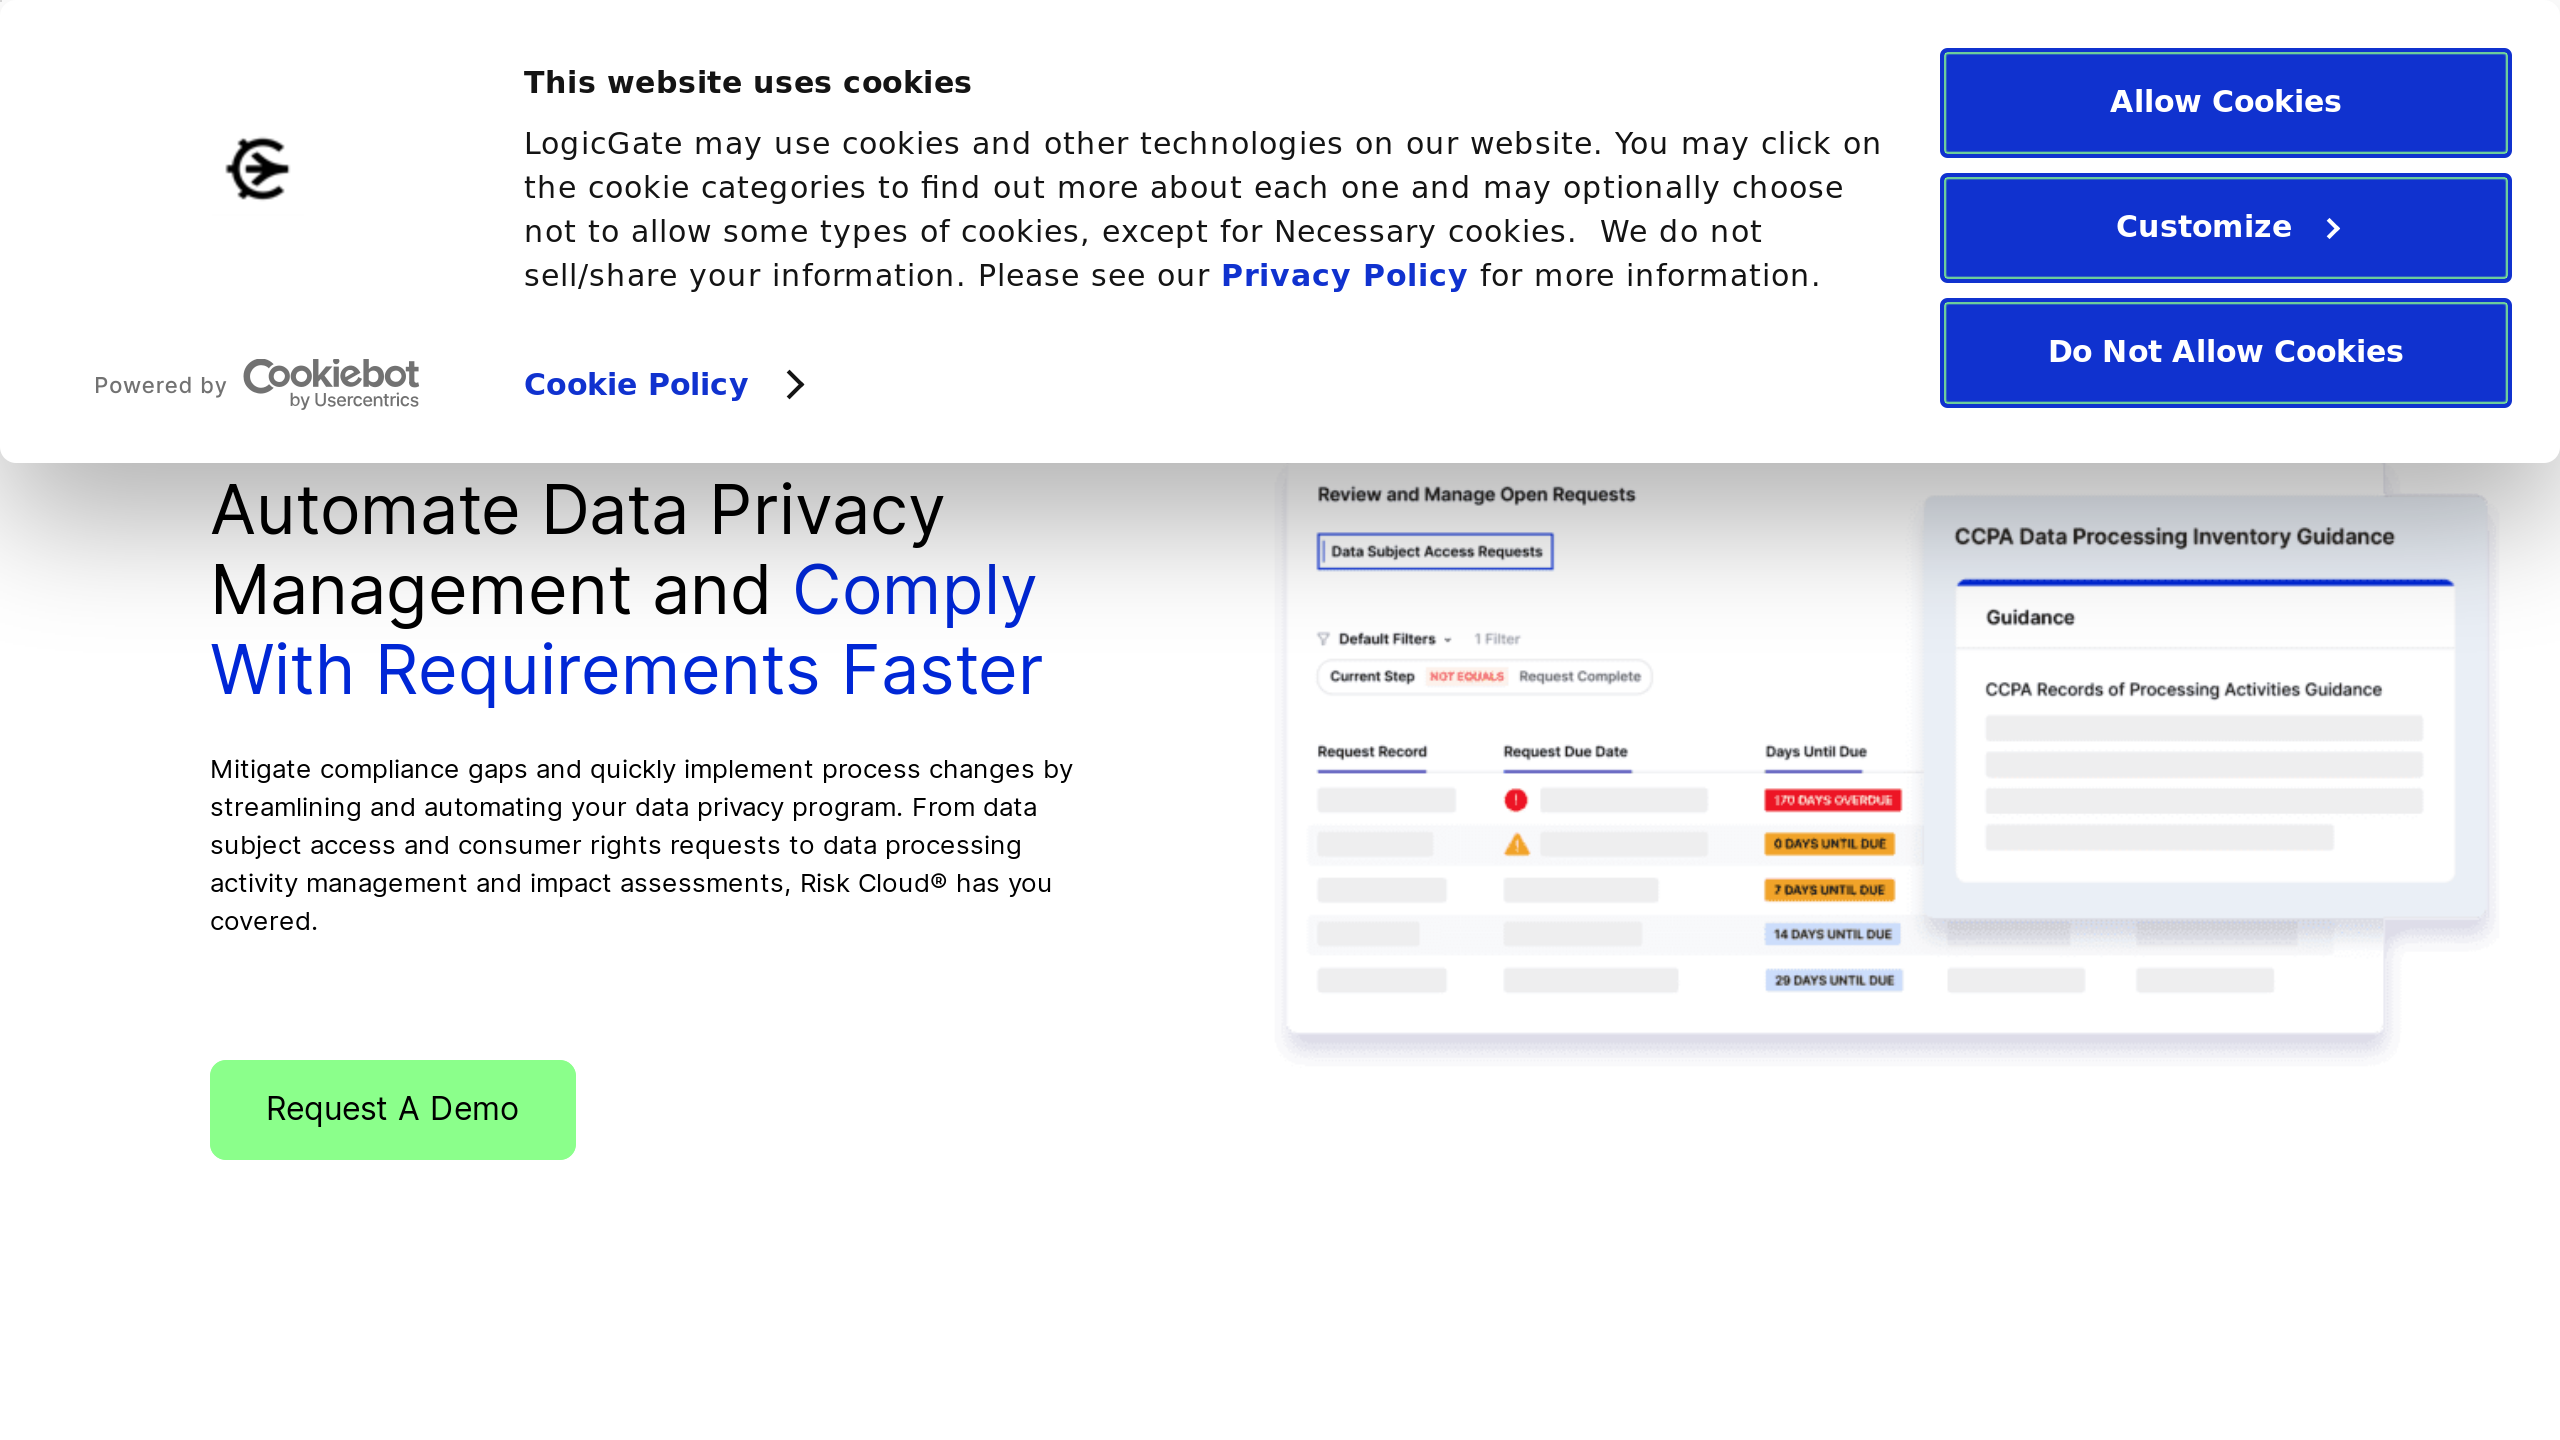 This website uses cookies
LogicGate may use cookies and other technologies on our website. You may click on
the cookie categories to find out more about each one and may optionally choose
not to allow some types of cookies, except for Necessary cookies.  We do not
sell/share your information. Please see our Privacy Policy for more information.
Powered by Cookiebot
by Usercentrics
Cookie Policy
Allow Cookies
Customize
Do Not Allow Cookies
Automate Data Privacy
Management and Comply
With Requirements Faster
Mitigate compliance gaps and quickly implement process changes by
streamlining and automating your data privacy program. From data
subject access and consumer rights requests to data processing
activity management and impact assessments, Risk Cloud® has you
covered.
Request A Demo
Review and Manage Open Requests
Data Subject Access Requests
Default Filters 1 Filter
Current Step NOT EQUALS Request Complete
Request Record Request Due Date Days Until Due
170 DAYS OVERDUE
0 DAYS UNTIL DUE
7 DAYS UNTIL DUE
14 DAYS UNTIL DUE
29 DAYS UNTIL DUE
CCPA Data Processing Inventory Guidance
Guidance
CCPA Records of Processing Activities Guidance